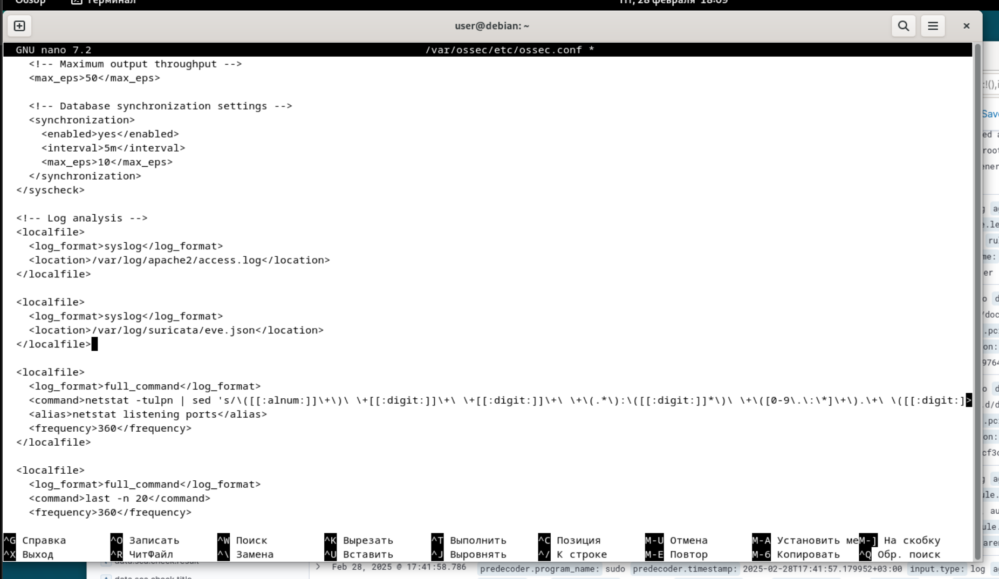 Обзор Терминал Пт, 28 февраля 18:09
user@debian: ~
GNU nano 7.2 /var/ossec/etc/ossec.conf *
<!-- Maximum output throughput -->
<max_eps>50</max_eps>
<!-- Database synchronization settings -->
<synchronization>
<enabled>yes</enabled>
<interval>5m</interval>
<max_eps>10</max_eps>
</synchronization>
</syscheck>
<!-- Log analysis -->
<localfile>
<log_format>syslog</log_format>
<location>/var/log/apache2/access.log</location>
</localfile>
<localfile>
<log_format>syslog</log_format>
<location>/var/log/suricata/eve.json</location>
</localfile>
<localfile>
<log_format>full_command</log_format>
<command>netstat -tulpn | sed 's/\([[:alnum:]]\+\)\ \+[[:digit:]]\+\ \+[[:digit:]]\+\ \+\(.*\):\([[:digit:]]*\)\ \+\([0-9\.\:\*]\+\).\+\ \([[:digit:]>
<alias>netstat listening ports</alias>
<frequency>360</frequency>
</localfile>
<localfile>
<log_format>full_command</log_format>
<command>last -n 20</command>
<frequency>360</frequency>
^G Справка ^O Записать ^W Поиск ^K Вырезать ^T Выполнить ^C Позиция M-U Отмена M-A Установить ме M-] На скобку
^X Выход ^R ЧитФайл ^\ Замена ^U Вставить ^J Выровнять ^/ К строке M-E Повтор M-6 Копировать ^Q Обр. поиск
> Feb 28, 2025 @ 17:41:58.786 predecoder.program_name: sudo predecoder.timestamp: 2025-02-28T17:41:57.179952+03:00 input.type: log